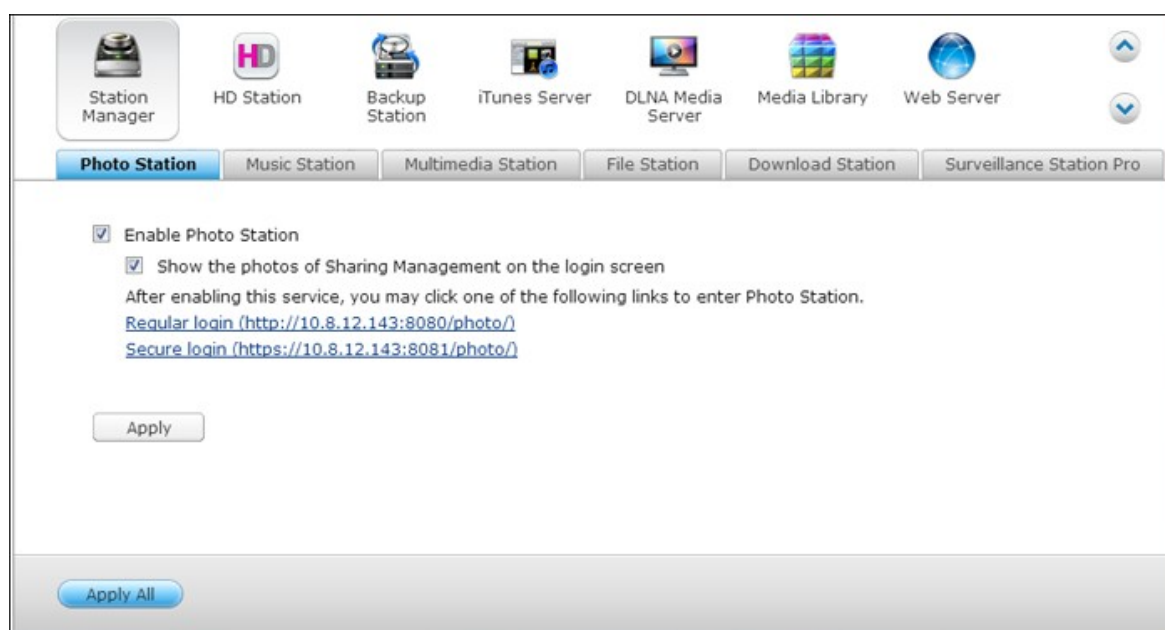 HD
Station Manager
HD Station
Backup Station
iTunes Server
DLNA Media Server
Media Library
Web Server
Photo Station
Music Station
Multimedia Station
File Station
Download Station
Surveillance Station Pro
Enable Photo Station
Show the photos of Sharing Management on the login screen
After enabling this service, you may click one of the following links to enter Photo Station.
Regular login (http://10.8.12.143:8080/photo/)
Secure login (https://10.8.12.143:8081/photo/)
Apply
Apply All